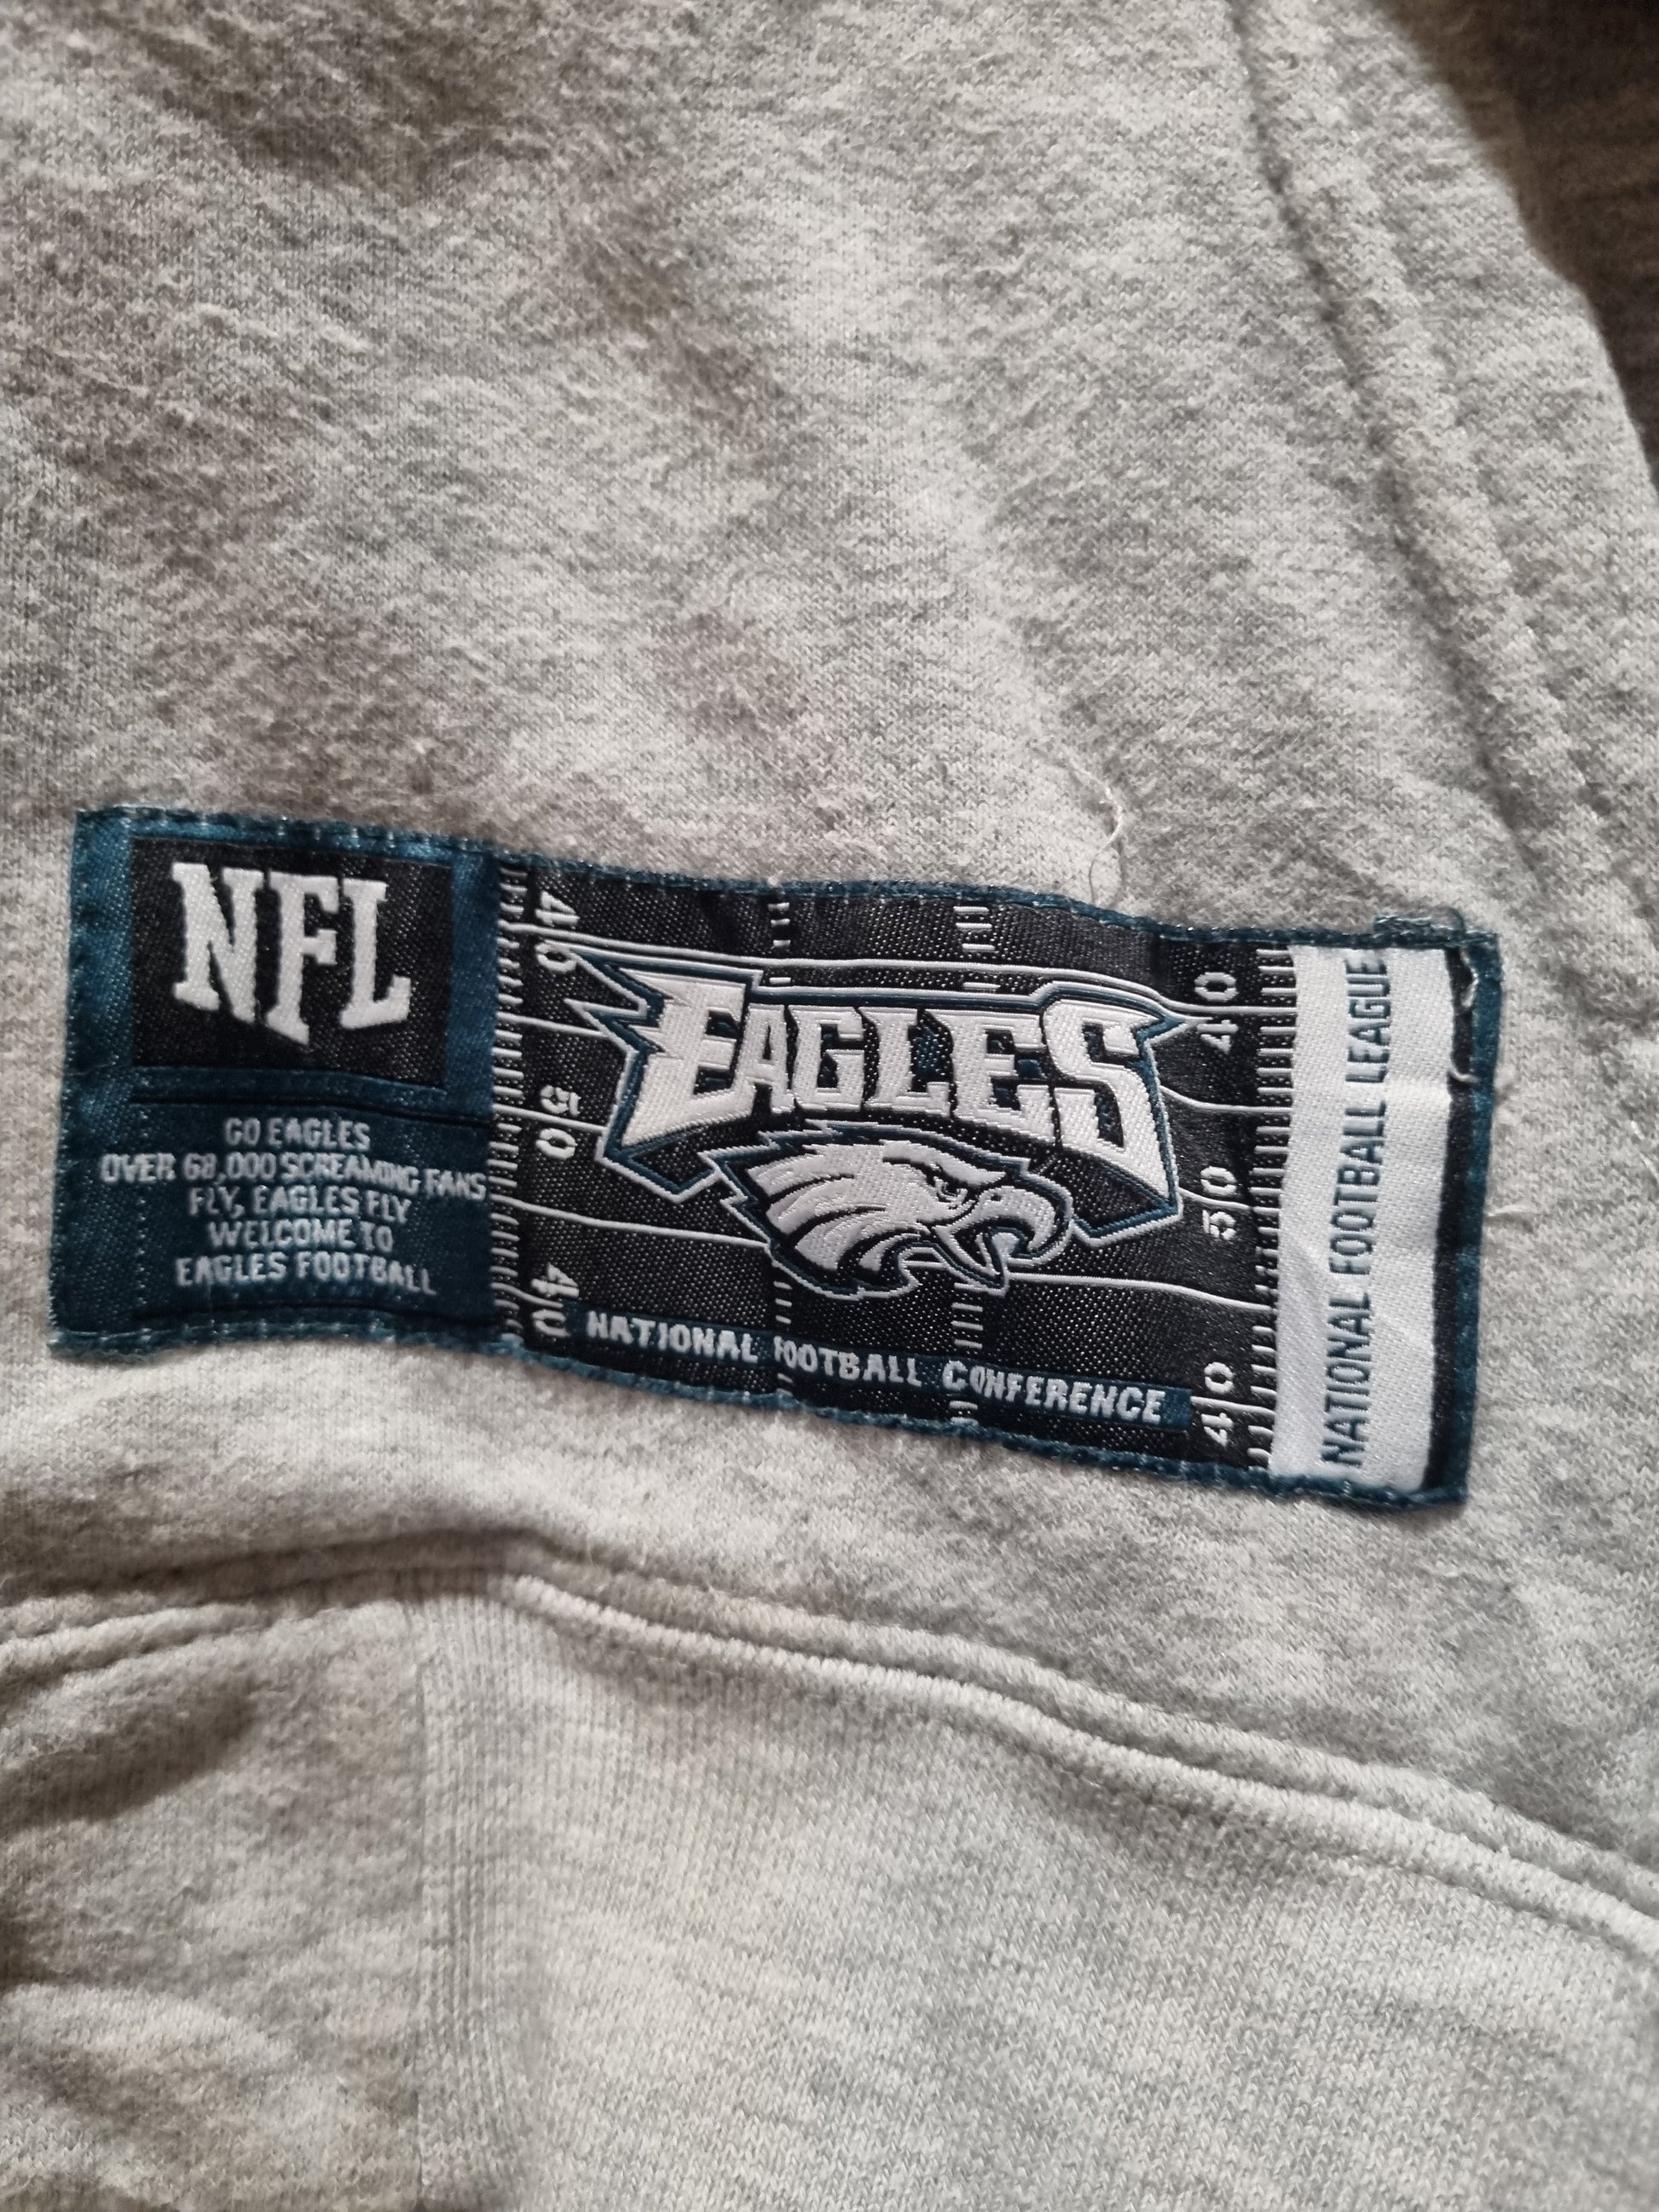 NFL
GO EAGLES
OVER 68,000 SCREAMING FANS
FLY, EAGLES FLY
WELCOME TO
EAGLES FOOTBALL
40
50
40
EAGLES
NATIONAL FOOTBALL CONFERENCE
40
50
40
NATIONAL FOOTBALL LEAGUE